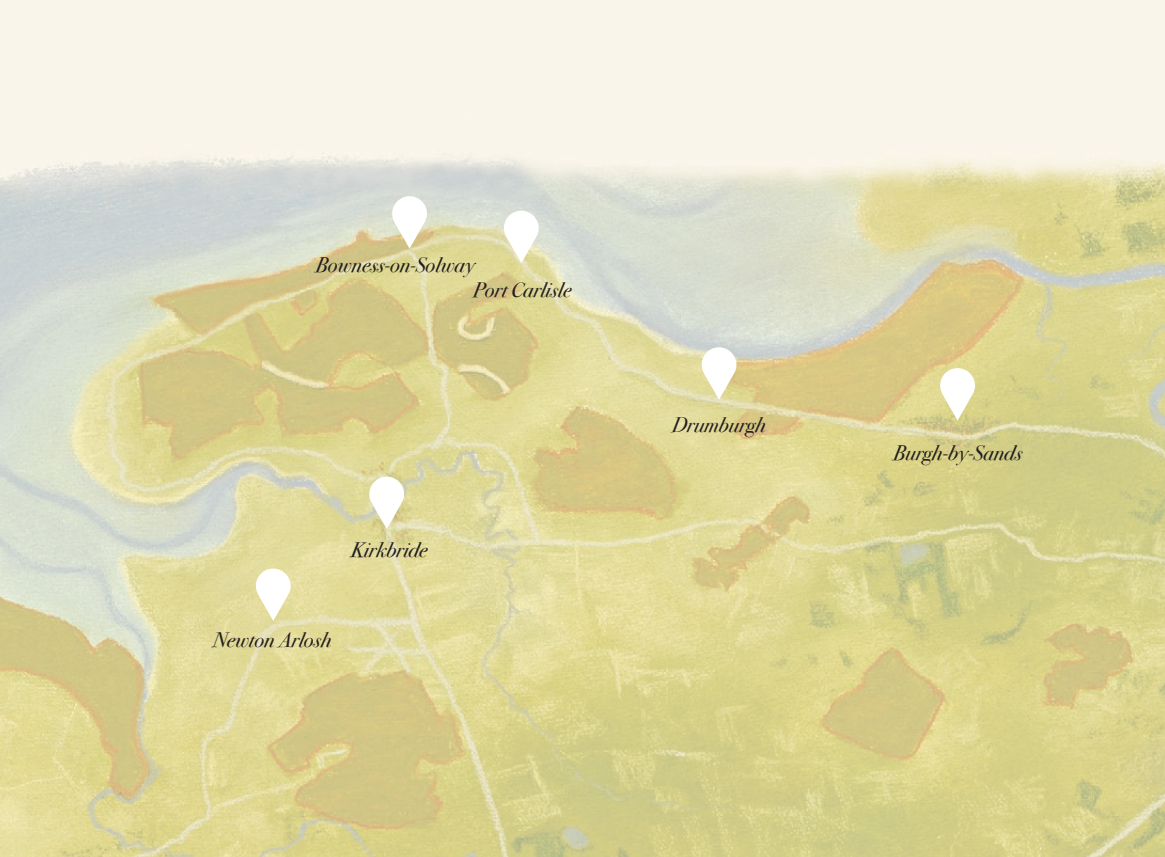 Bowness-on-Solway
Port Carlisle
Drumburgh
Burgh-by-Sands
Kirkbride
Newton Arlosh